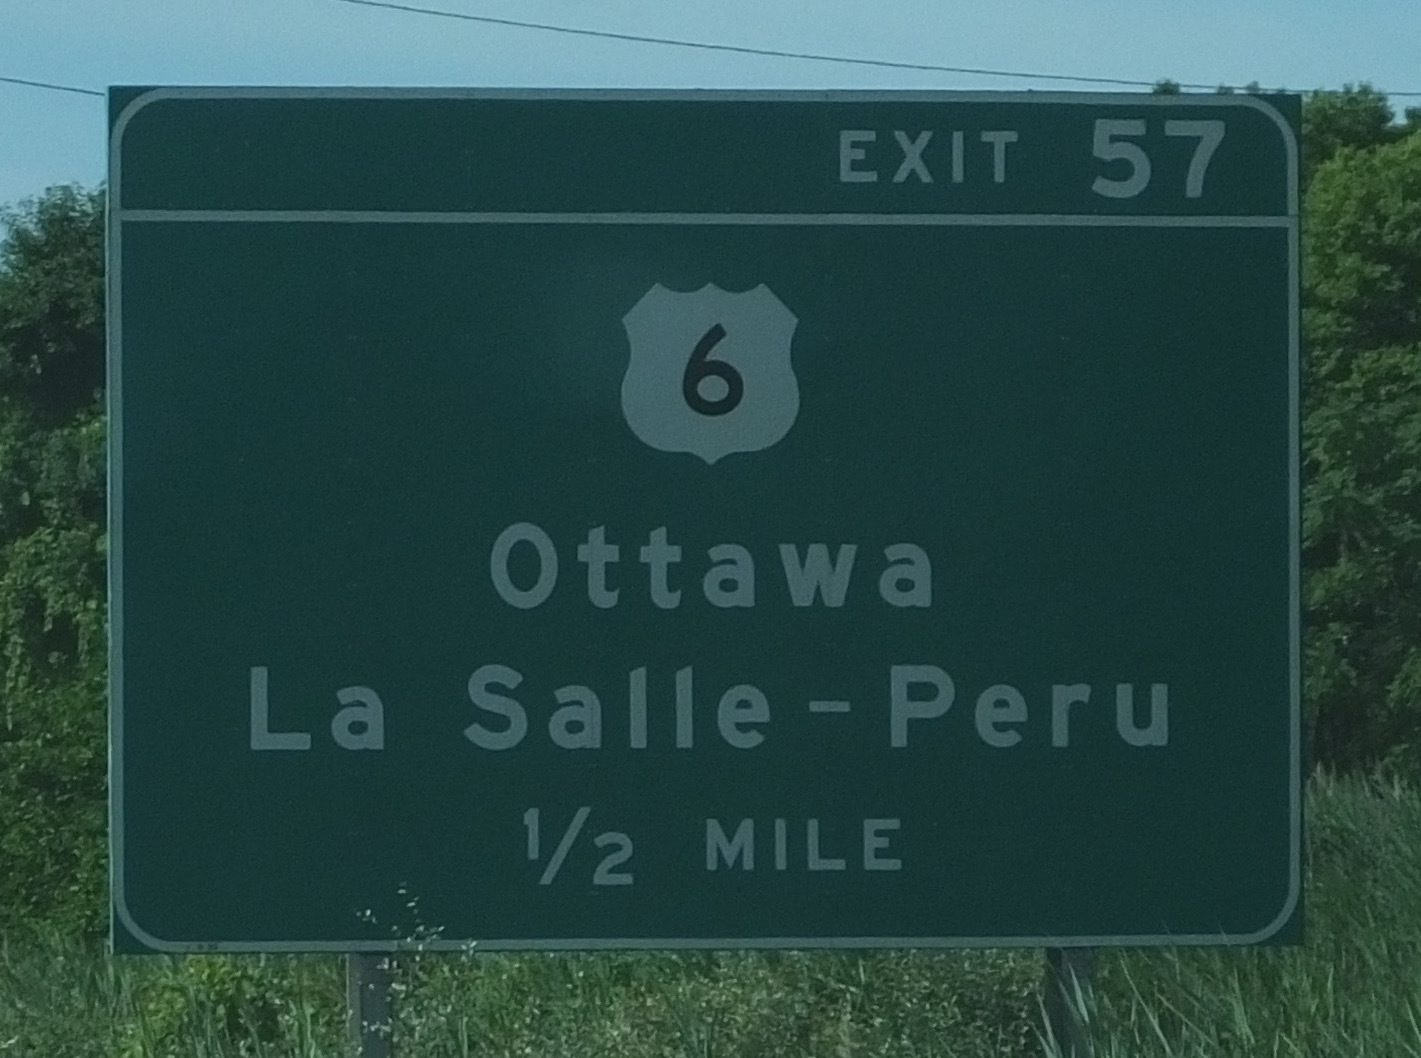 EXIT 57
6
Ottawa
La Salle-Peru
1/2 MILE